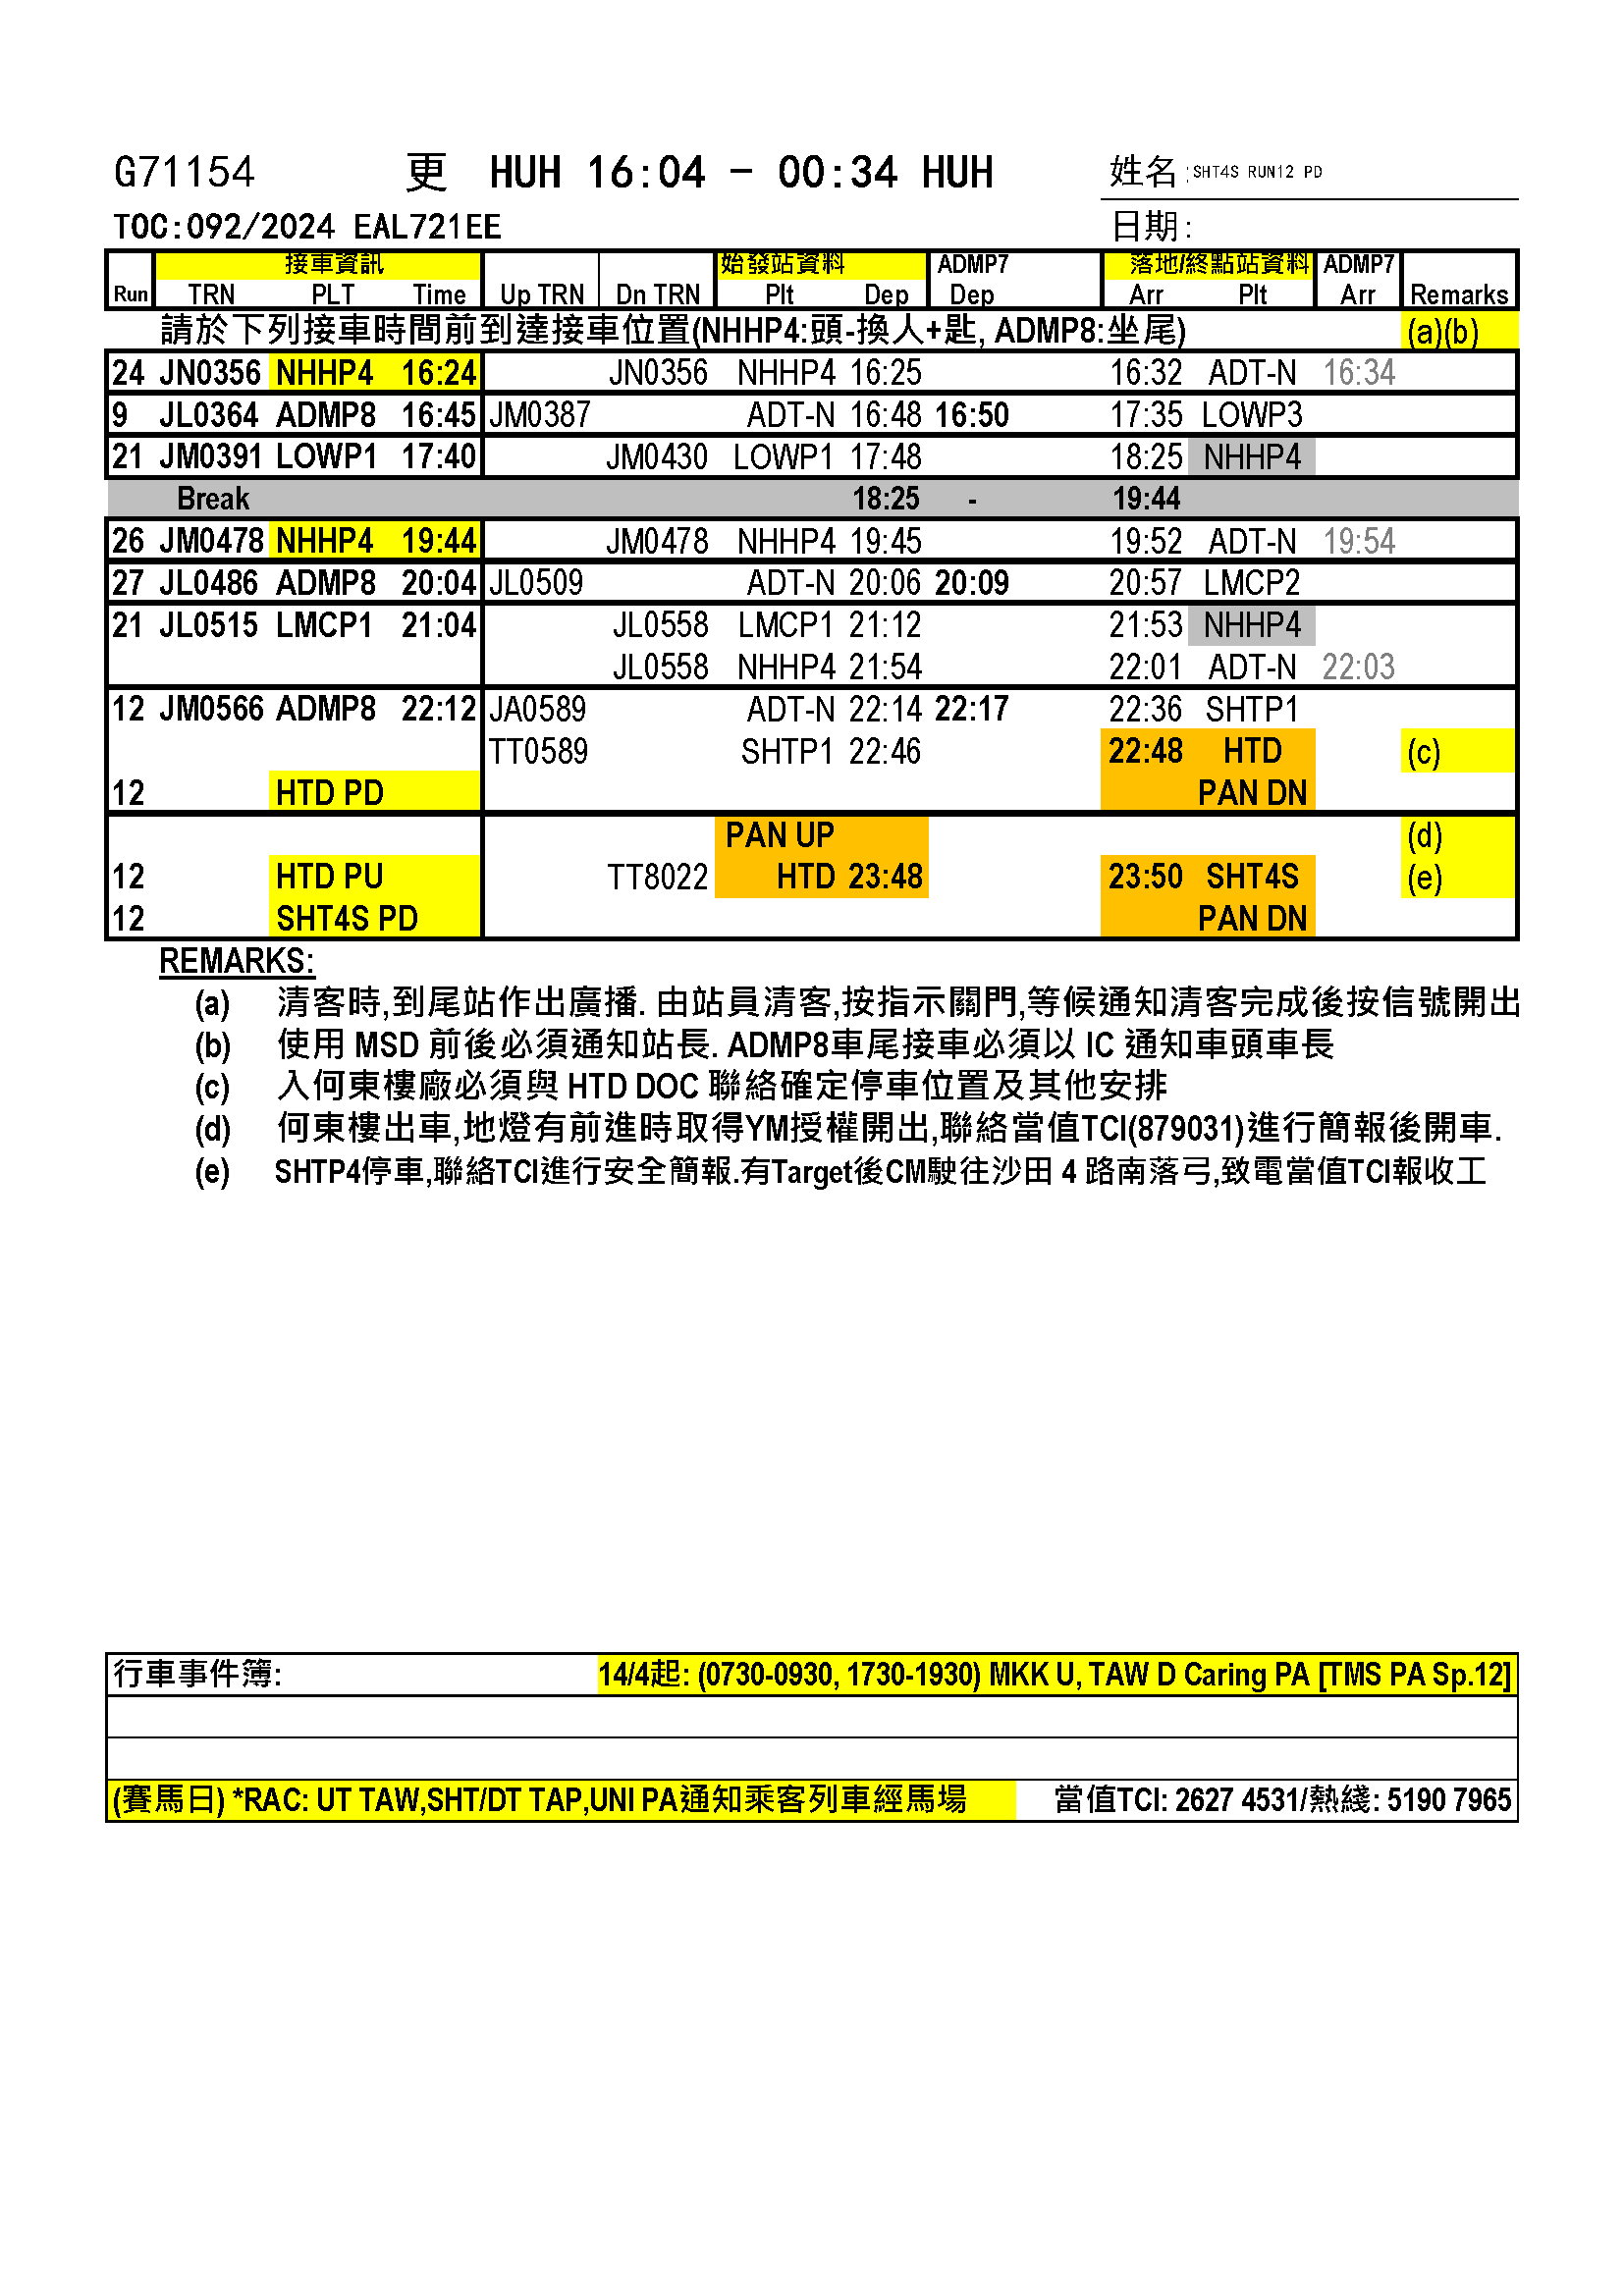 G71154 更 HUH 16:04 - 00:34 HUH 姓名:SHT4S RUN12 PD
TOC:092/2024 EAL721EE 日期:
接車資訊 始發站資料 ADMP7 落地/終點站資料 ADMP7
Run TRN PLT Time Up TRN Dn TRN Plt Dep Dep Arr Plt Arr Remarks
請於下列接車時間前到達接車位置(NHHP4:頭-換人+匙, ADMP8:坐尾) (a)(b)
24 JN0356 NHHP4 16:24 JN0356 NHHP4 16:25 16:32 ADT-N 16:34
9 JL0364 ADMP8 16:45 JM0387 ADT-N 16:48 16:50 17:35 LOWP3
21 JM0391 LOWP1 17:40 JM0430 LOWP1 17:48 18:25 NHHP4
Break 18:25 - 19:44
26 JM0478 NHHP4 19:44 JM0478 NHHP4 19:45 19:52 ADT-N 19:54
27 JL0486 ADMP8 20:04 JL0509 ADT-N 20:06 20:09 20:57 LMCP2
21 JL0515 LMCP1 21:04 JL0558 LMCP1 21:12 21:53 NHHP4
JL0558 NHHP4 21:54 22:01 ADT-N 22:03
12 JM0566 ADMP8 22:12 JA0589 ADT-N 22:14 22:17 22:36 SHTP1
TT0589 SHTP1 22:46 22:48 HTD (c)
12 HTD PD PAN DN
PAN UP (d)
12 HTD PU TT8022 HTD 23:48 23:50 SHT4S (e)
12 SHT4S PD PAN DN
REMARKS:
(a) 清客時,到尾站作出廣播. 由站員清客,按指示關門,等候通知清客完成後按信號開出
(b) 使用 MSD 前後必須通知站長. ADMP8車尾接車必須以 IC 通知車頭車長
(c) 入何東樓廠必須與 HTD DOC 聯絡確定停車位置及其他安排
(d) 何東樓出車,地燈有前進時取得YM授權開出,聯絡當值TCI(879031)進行簡報後開車.
(e) SHTP4停車,聯絡TCI進行安全簡報.有Target後CM駛往沙田 4 路南落弓,致電當值TCI報收工
行車事件簿: 14/4起: (0730-0930, 1730-1930) MKK U, TAW D Caring PA [TMS PA Sp.12]
(賽馬日) *RAC: UT TAW,SHT/DT TAP,UNI PA通知乘客列車經馬場 當值TCI: 2627 4531/熱綫: 5190 7965